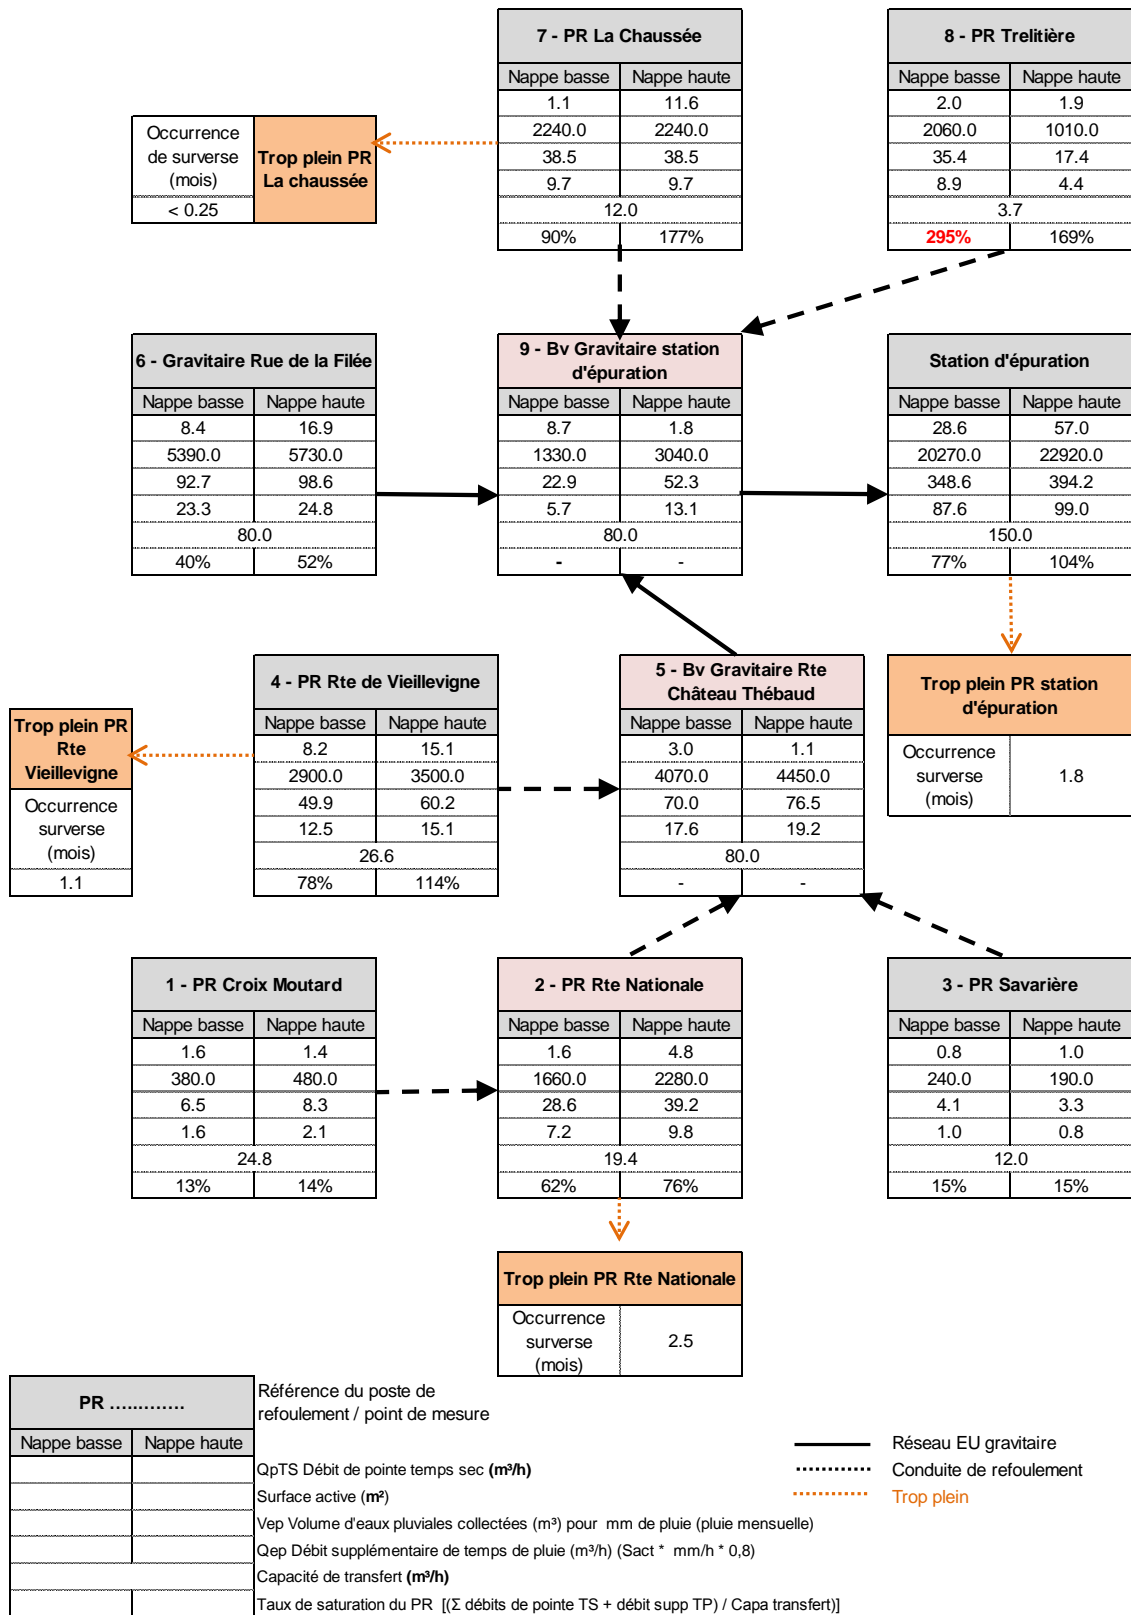 7 - PR La Chaussée
Nappe basse Nappe haute
1.1 11.6
2240.0 2240.0
38.5 38.5
9.7 9.7
12.0
90% 177%
8 - PR Trelitière
Nappe basse Nappe haute
2.0 1.9
2060.0 1010.0
35.4 17.4
8.9 4.4
3.7
295% 169%
Occurrence
de surverse
(mois)
< 0.25
Trop plein PR
La chaussée
6 - Gravitaire Rue de la Filée
Nappe basse Nappe haute
8.4 16.9
5390.0 5730.0
92.7 98.6
23.3 24.8
80.0
40% 52%
9 - Bv Gravitaire station
d'épuration
Nappe basse Nappe haute
8.7 1.8
1330.0 3040.0
22.9 52.3
5.7 13.1
80.0
- -
Station d'épuration
Nappe basse Nappe haute
28.6 57.0
20270.0 22920.0
348.6 394.2
87.6 99.0
150.0
77% 104%
Trop plein PR
Rte
Vieillevigne
Occurrence
surverse
(mois)
1.1
4 - PR Rte de Vieillevigne
Nappe basse Nappe haute
8.2 15.1
2900.0 3500.0
49.9 60.2
12.5 15.1
26.6
78% 114%
5 - Bv Gravitaire Rte
Château Thébaud
Nappe basse Nappe haute
3.0 1.1
4070.0 4450.0
70.0 76.5
17.6 19.2
80.0
- -
Trop plein PR station
d'épuration
Occurrence
surverse
(mois)
1.8
1 - PR Croix Moutard
Nappe basse Nappe haute
1.6 1.4
380.0 480.0
6.5 8.3
1.6 2.1
24.8
13% 14%
2 - PR Rte Nationale
Nappe basse Nappe haute
1.6 4.8
1660.0 2280.0
28.6 39.2
7.2 9.8
19.4
62% 76%
3 - PR Savarière
Nappe basse Nappe haute
0.8 1.0
240.0 190.0
4.1 3.3
1.0 0.8
12.0
15% 15%
Trop plein PR Rte Nationale
Occurrence
surverse
(mois)
2.5
PR ............
Nappe basse Nappe haute
Référence du poste de
refoulement / point de mesure
QpTS Débit de pointe temps sec (m³/h)
Surface active (m²)
Vep Volume d'eaux pluviales collectées (m³) pour mm de pluie (pluie mensuelle)
Qep Débit supplémentaire de temps de pluie (m³/h) (Sact * mm/h * 0,8)
Capacité de transfert (m³/h)
Taux de saturation du PR [(Σ débits de pointe TS + débit supp TP) / Capa transfert)]
Réseau EU gravitaire
Conduite de refoulement
Trop plein